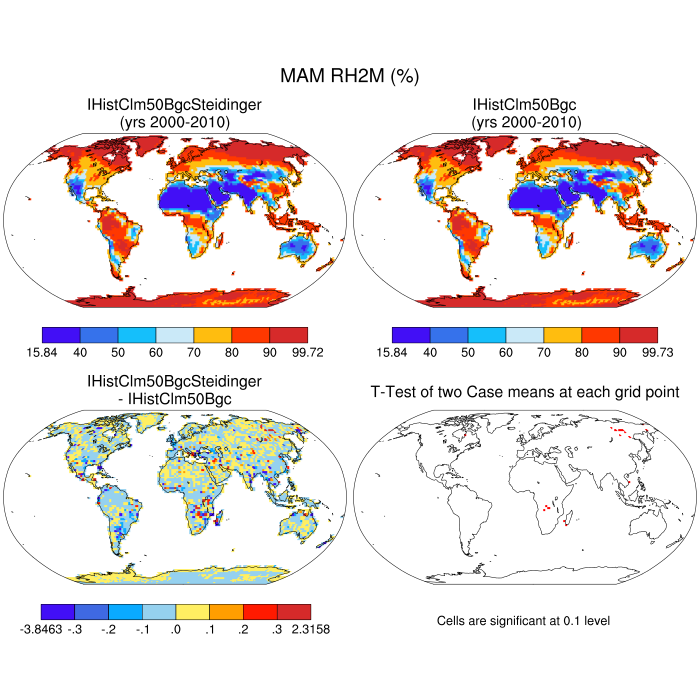 MAM RH2M (%)
IHistClm50BgcSteidinger
(yrs 2000-2010)
IHistClm50Bgc
(yrs 2000-2010)
15.84 40 50 60 70 80 90 99.72
15.84 40 50 60 70 80 90 99.73
IHistClm50BgcSteidinger
- IHistClm50Bgc
T-Test of two Case means at each grid point
-3.8463 -.3 -.2 -.1 .0 .1 .2 .3 2.3158
Cells are significant at 0.1 level